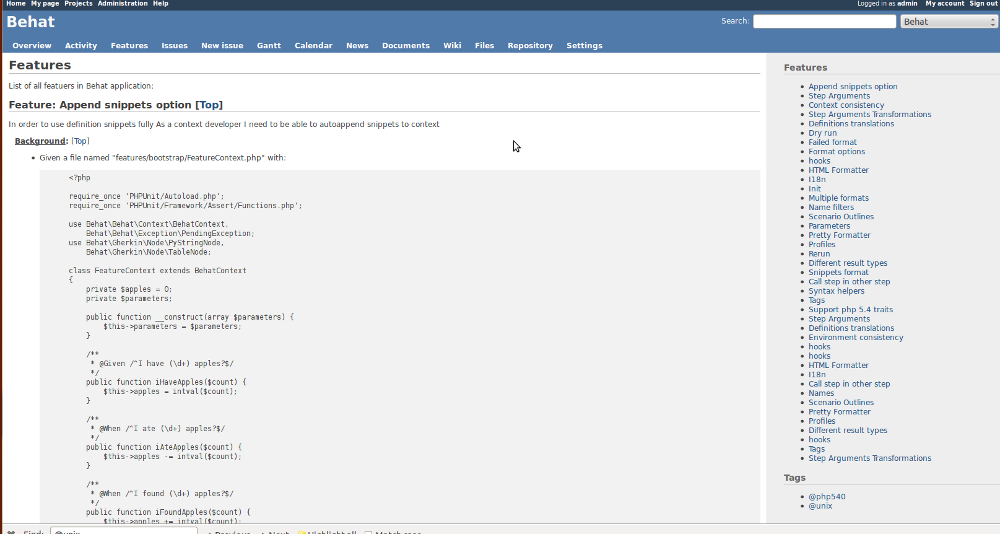 Home My page Projects Administration Help
Logged in as admin My account Sign out
Behat
Search:
Behat
Overview Activity Features Issues New issue Gantt Calendar News Documents Wiki Files Repository Settings
Features
List of all featuers in Behat application:
Feature: Append snippets option [Top]
In order to use definition snippets fully As a context developer I need to be able to autoappend snippets to context
Background: [Top]
Given a file named "features/bootstrap/FeatureContext.php" with:
<?php
require_once 'PHPUnit/Autoload.php';
require_once 'PHPUnit/Framework/Assert/Functions.php';
use Behat\Behat\Context\BehatContext,
Behat\Behat\Exception\PendingException;
use Behat\Gherkin\Node\PyStringNode,
Behat\Gherkin\Node\TableNode;
class FeatureContext extends BehatContext
{
private $apples = 0;
private $parameters;
public function __construct(array $parameters) {
$this->parameters = $parameters;
}
/**
* @Given /^I have (\d+) apples?$/
*/
public function iHaveApples($count) {
$this->apples = intval($count);
}
/**
* @When /^I ate (\d+) apples?$/
*/
public function iAteApples($count) {
$this->apples -= intval($count);
}
/**
* @When /^I found (\d+) apples?$/
*/
public function iFoundApples($count) {
$this->apples += intval($count);
Features
Append snippets option
Step Arguments
Context consistency
Step Arguments Transformations
Definitions translations
Dry run
Failed format
Format options
hooks
HTML Formatter
I18n
Init
Multiple formats
Name filters
Scenario Outlines
Parameters
Pretty Formatter
Profiles
Rerun
Different result types
Snippets format
Call step in other step
Syntax helpers
Tags
Support php 5.4 traits
Step Arguments
Definitions translations
Environment consistency
hooks
hooks
HTML Formatter
I18n
Call step in other step
Names
Scenario Outlines
Pretty Formatter
Profiles
Different result types
hooks
Tags
Step Arguments Transformations
Tags
@php540
@unix
Find: @unix Previous Next Highlight all Match case